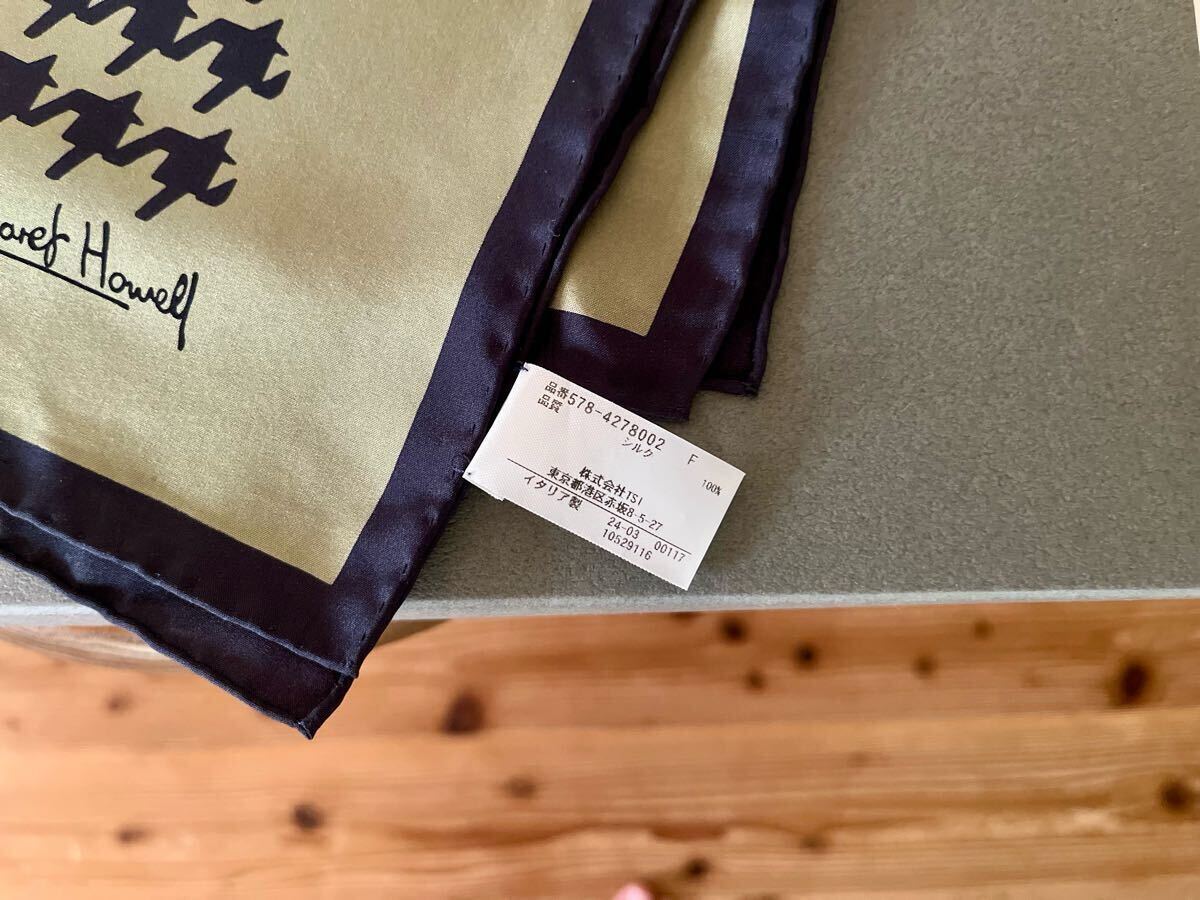 aret Howell
品番578-4278002 F
品質 シルク 100%
株式会社TSI
東京都港区赤坂8-5-27
イタリア製
24-03 00117
10529116